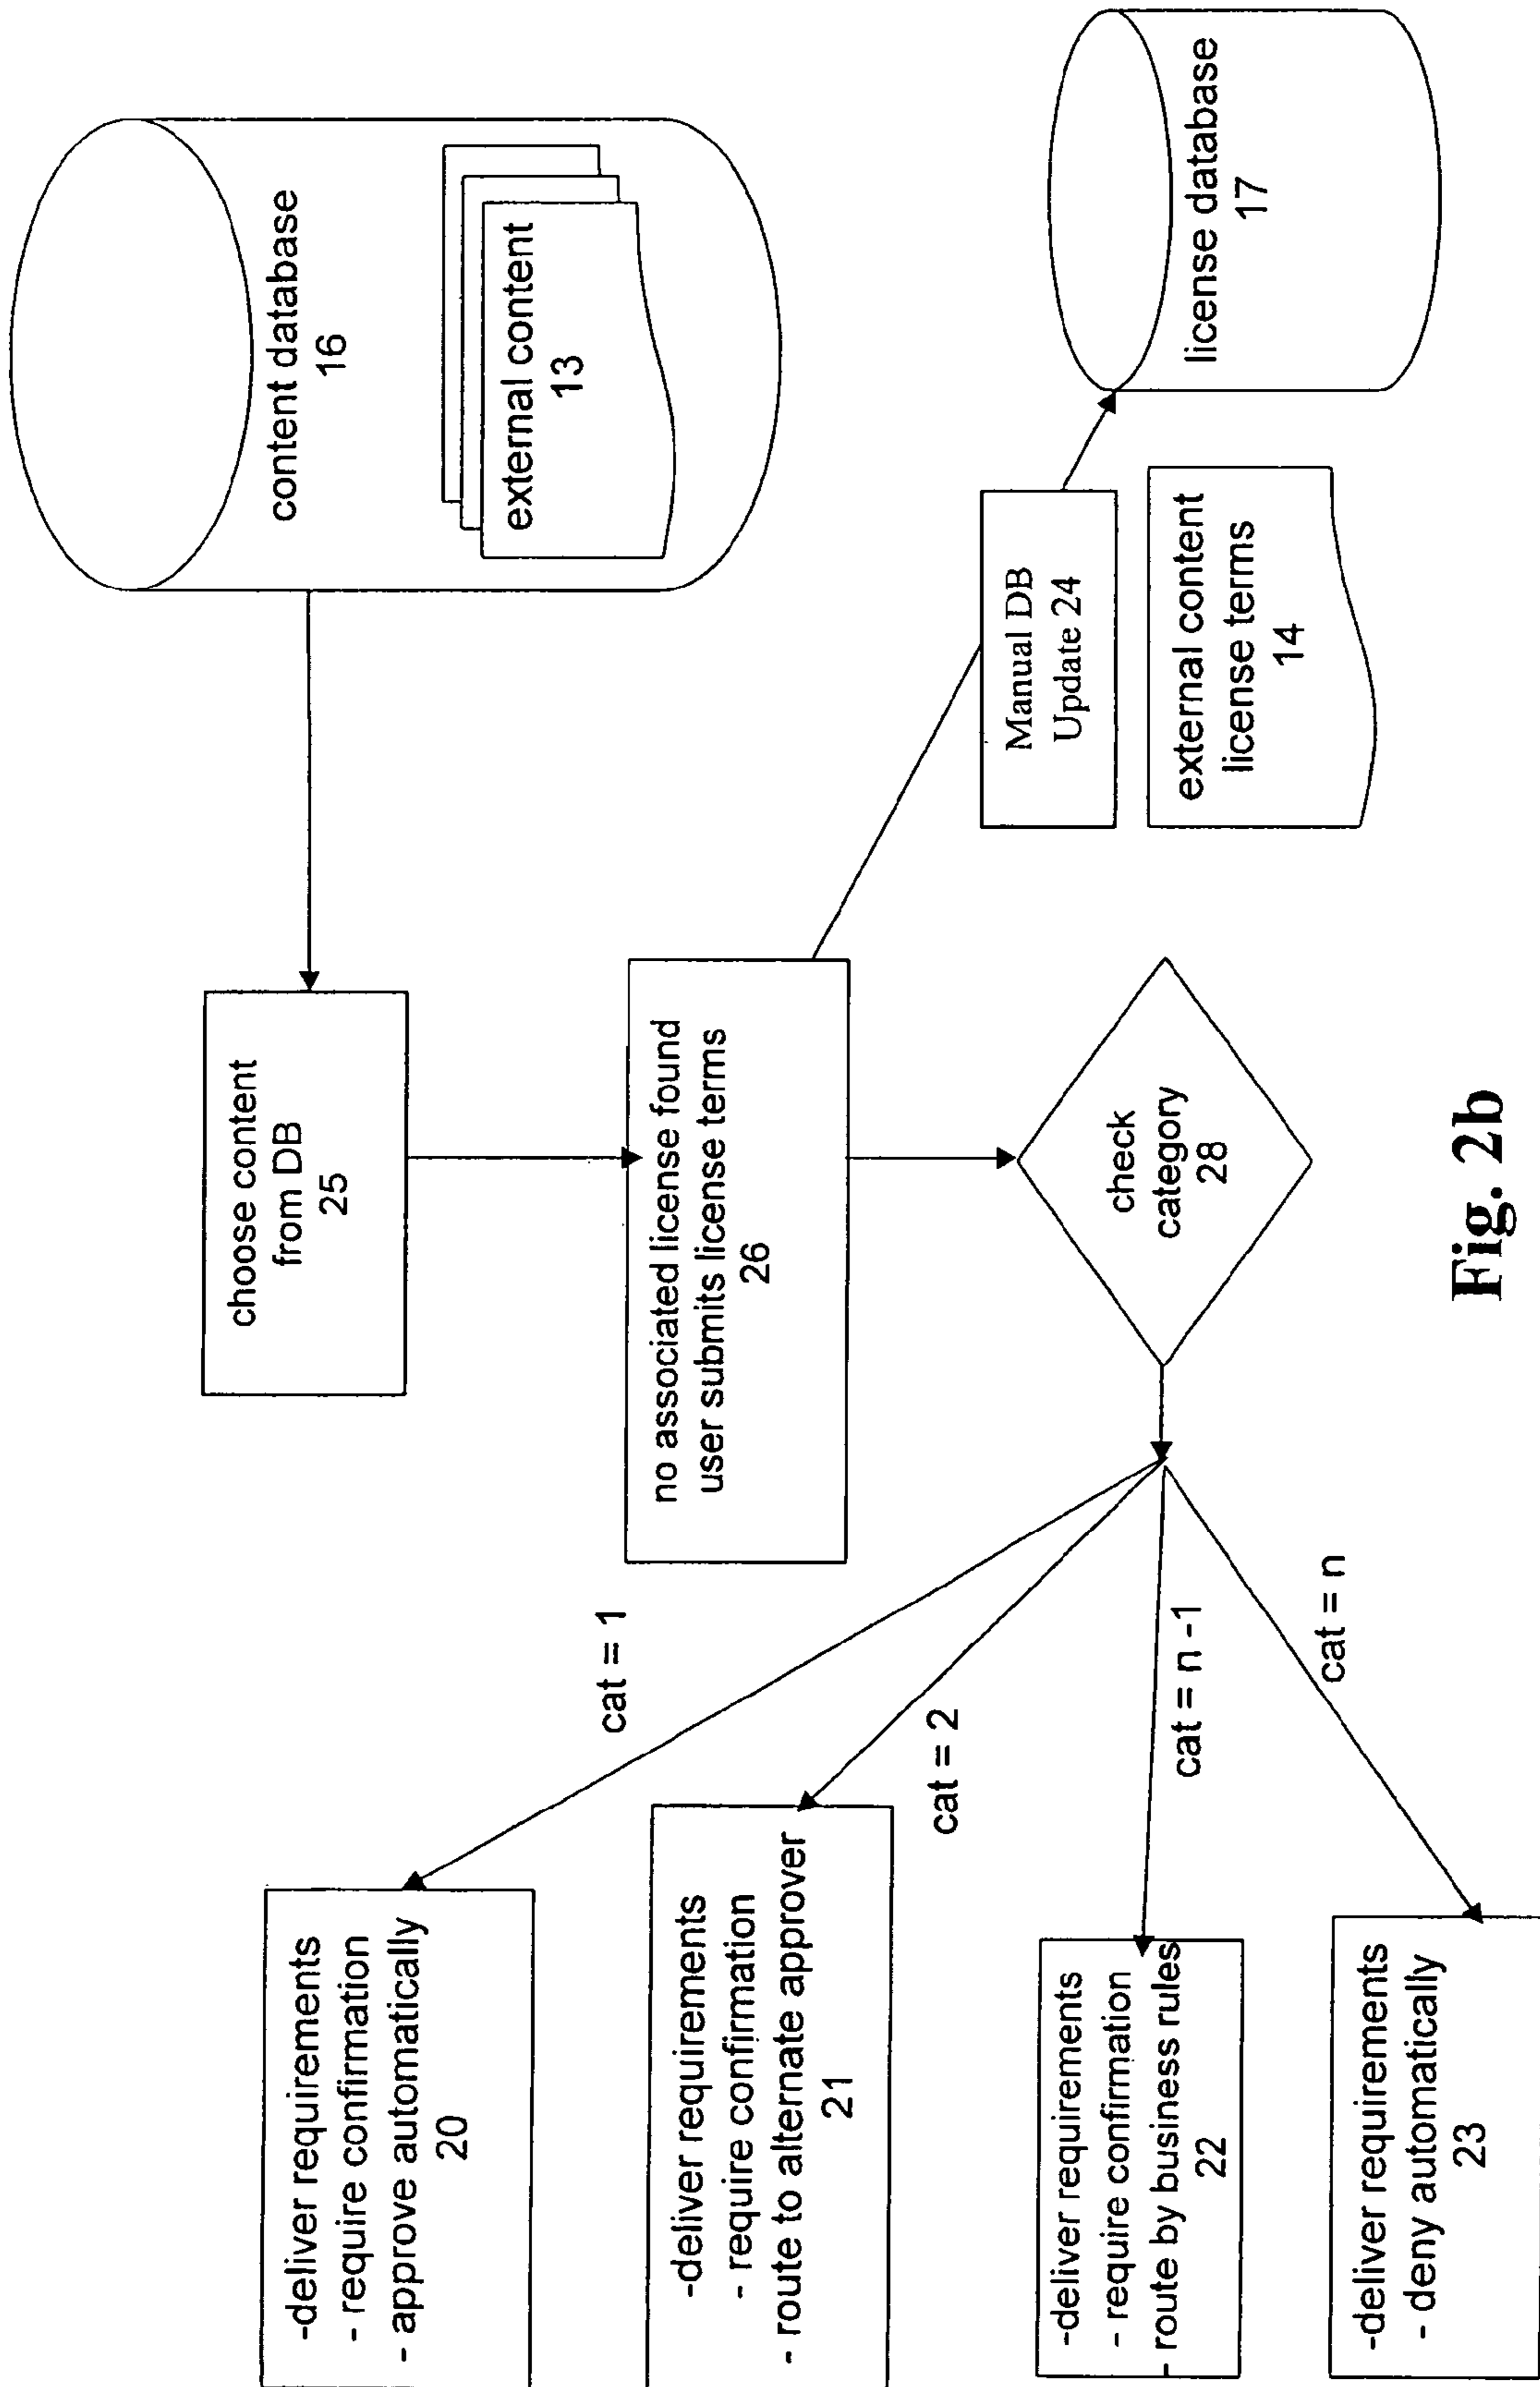 content database
16
external content
13
choose content
from DB
25
no associated license found
user submits license terms
26
Manual DB
Update 24
license database
17
external content
license terms
14
check
category
28
cat = 1
cat = 2
cat = n -1
cat = n
-deliver requirements
- require confirmation
- approve automatically
20
-deliver requirements
- require confirmation
- route to alternate approver
21
-deliver requirements
- require confirmation
- route by business rules
22
-deliver requirements
- deny automatically
23
Fig. 2b